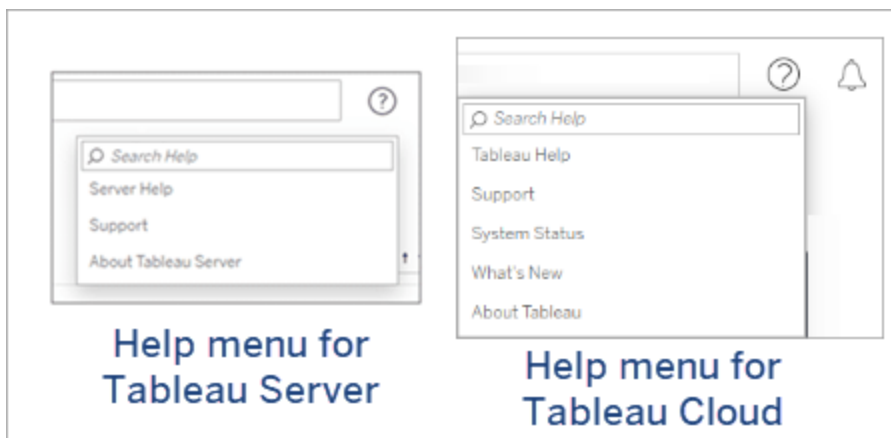 ?
Search Help
Server Help
Support
About Tableau Server
Help menu for
Tableau Server
?
Search Help
Tableau Help
Support
System Status
What's New
About Tableau
Help menu for
Tableau Cloud